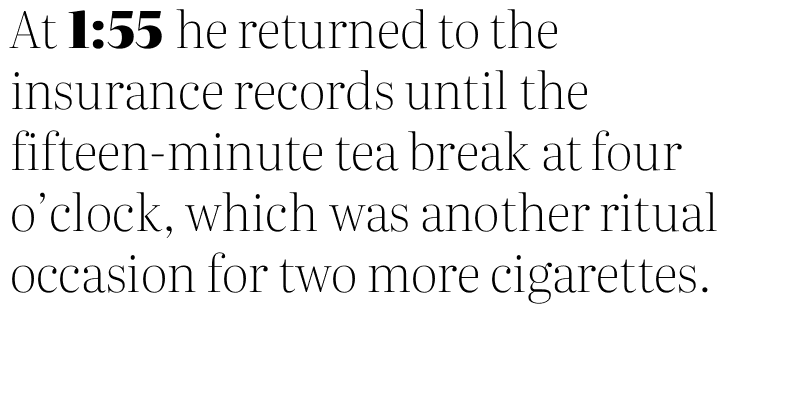 At 1:55 he returned to the
insurance records until the
fifteen-minute tea break at four
o’clock, which was another ritual
occasion for two more cigarettes.